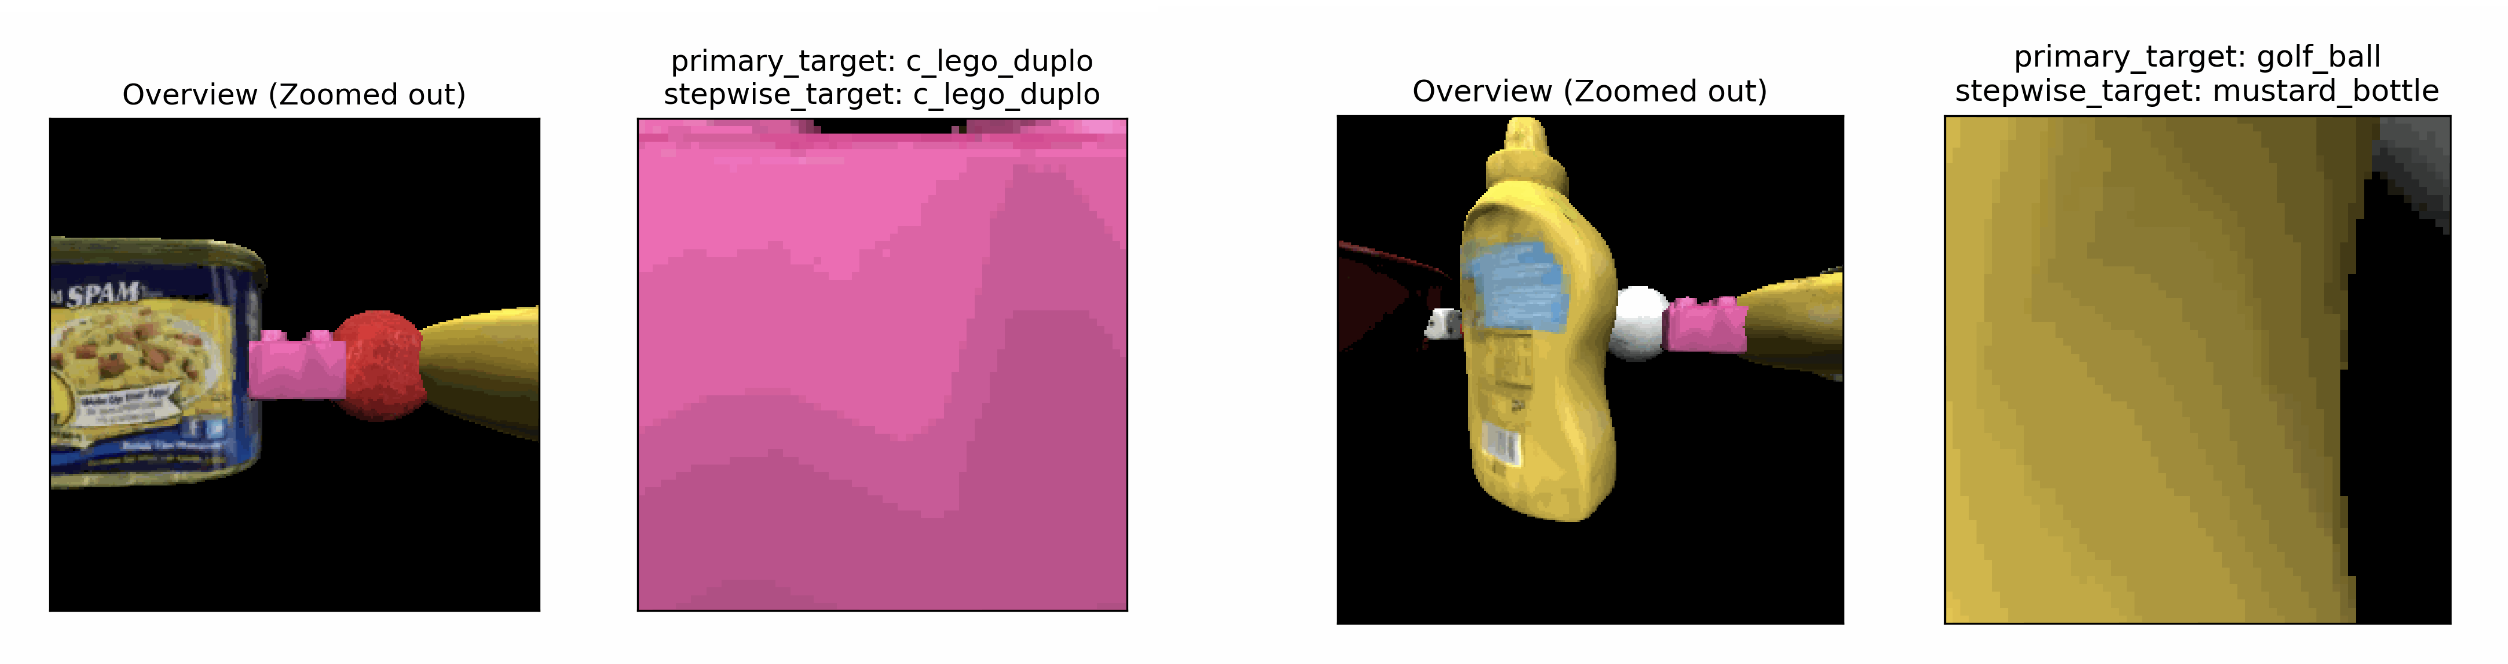 Overview (Zoomed out)
primary_target: c_lego_duplo
stepwise_target: c_lego_duplo
Overview (Zoomed out)
primary_target: golf_ball
stepwise_target: mustard_bottle
SPAM